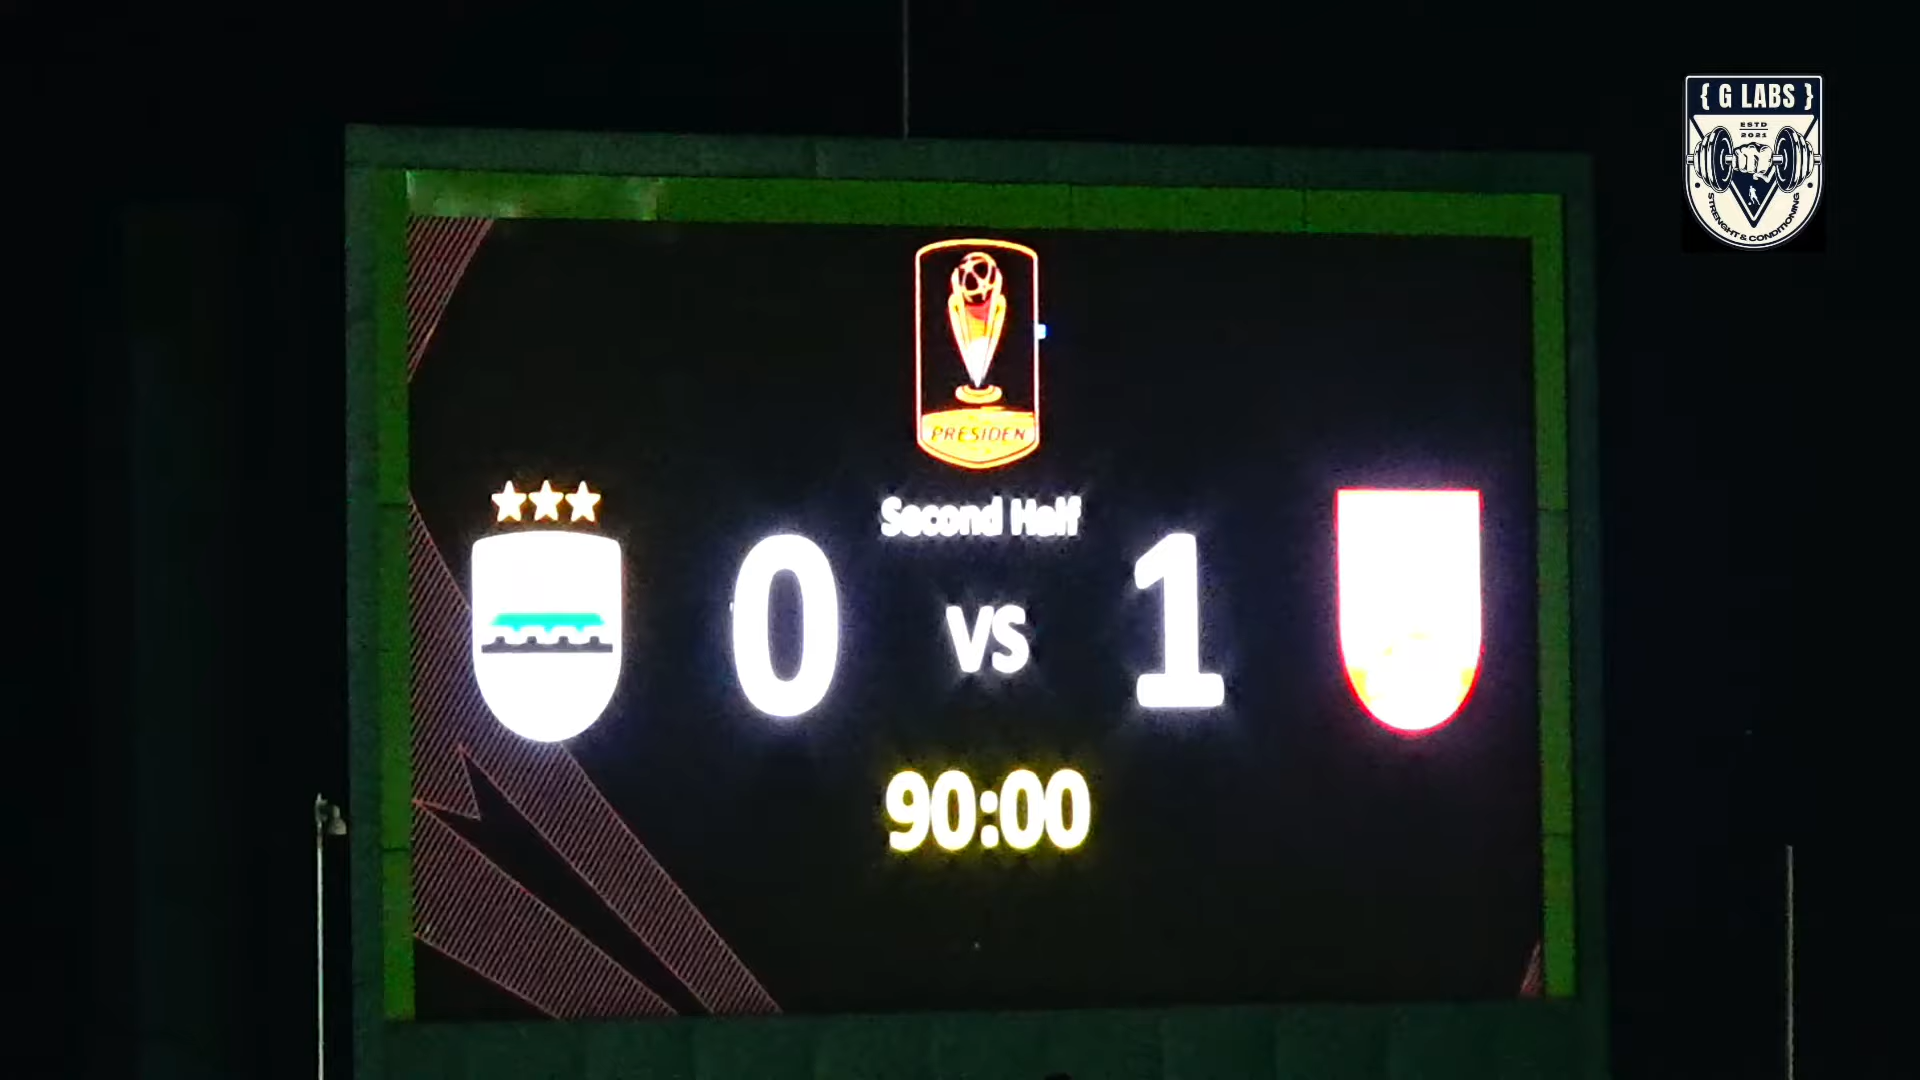 { G LABS }
ESTD
2021
STRENGHT & CONDITIONING
PRESIDEN
Second Half
0 VS 1
90:00